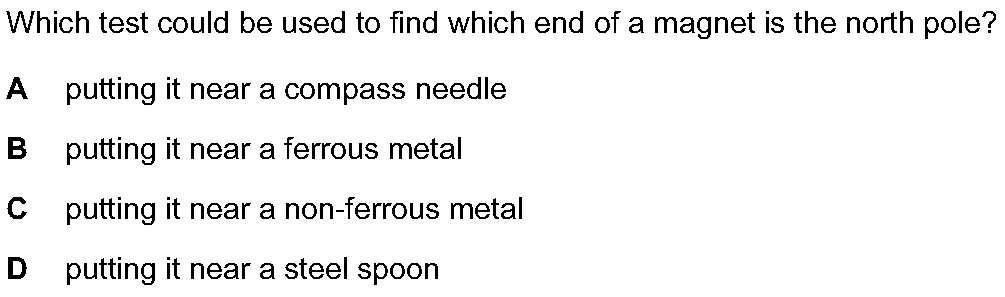 Which test could be used to find which end of a magnet is the north pole?
A putting it near a compass needle
B putting it near a ferrous metal
C putting it near a non-ferrous metal
D putting it near a steel spoon